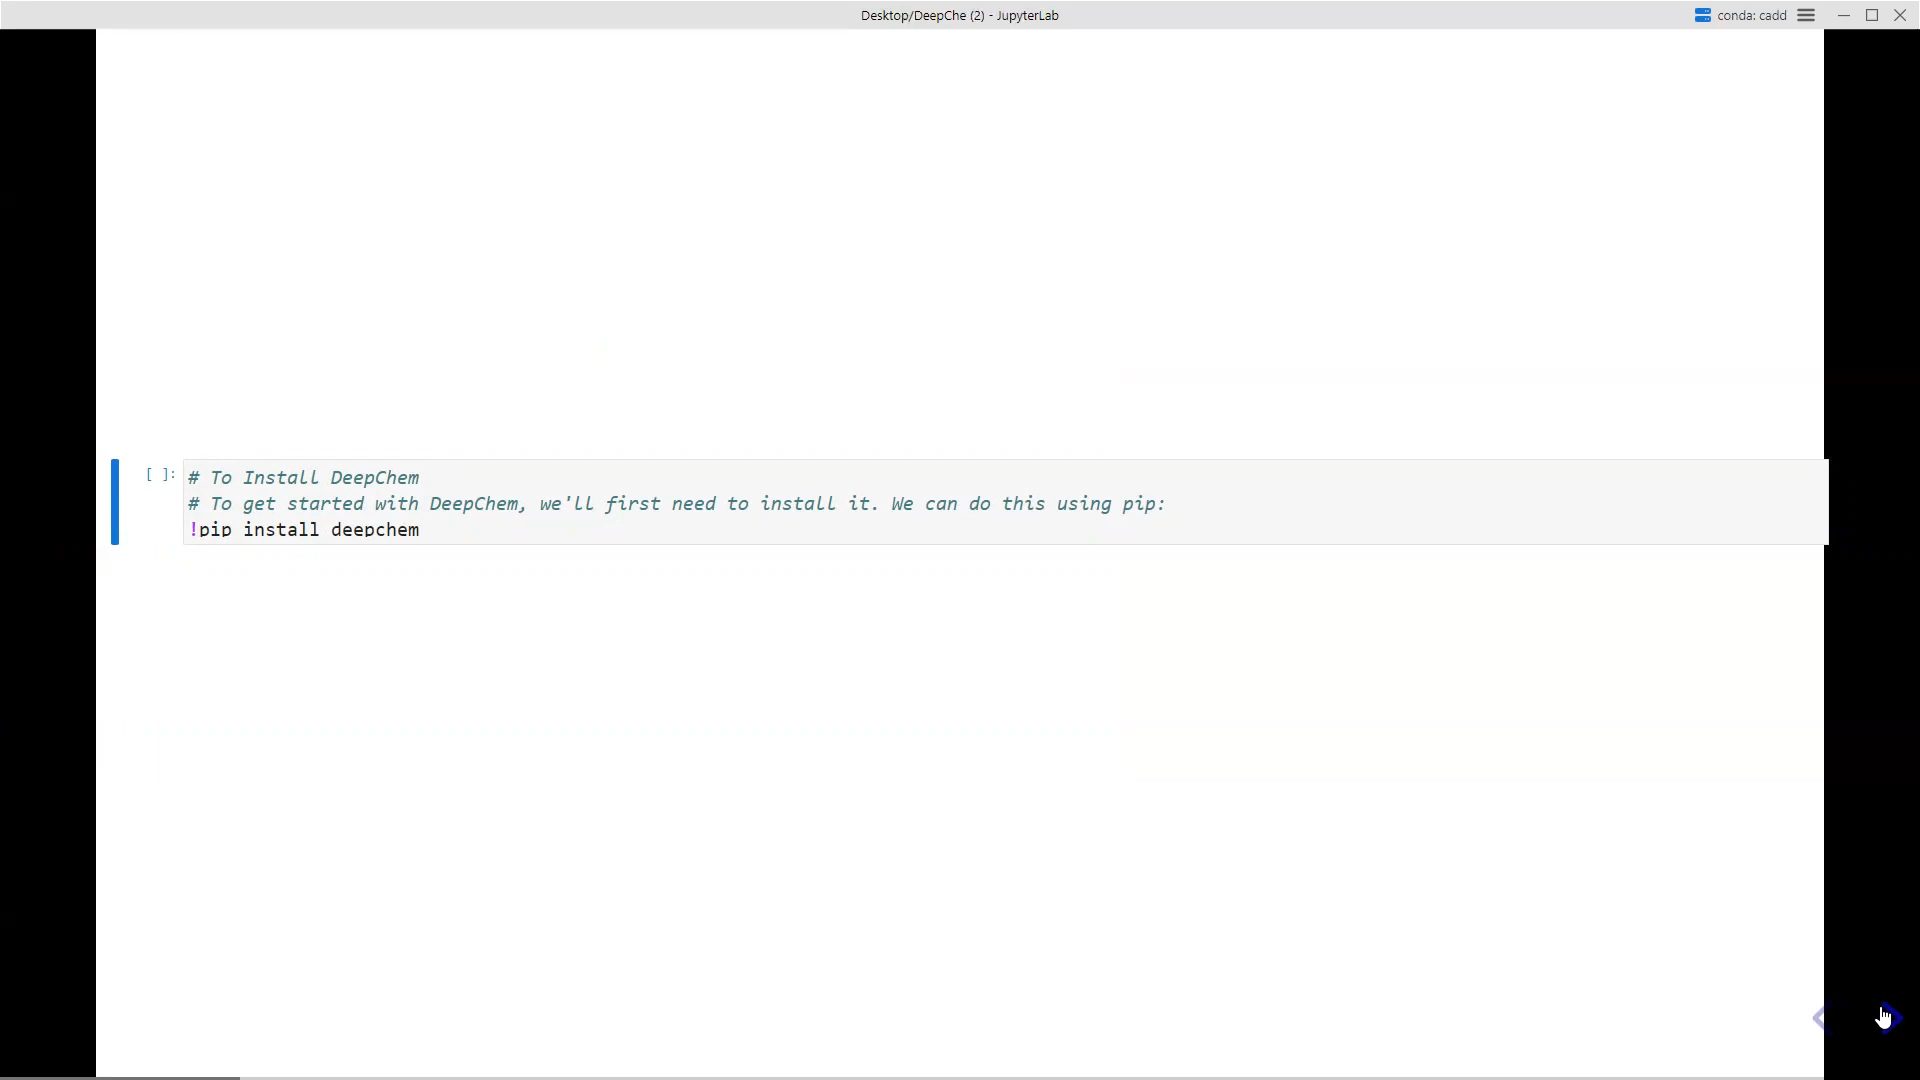 Desktop/DeepChe (2) - JupyterLab
conda: cadd
[ ]:
# To Install DeepChem
# To get started with DeepChem, we'll first need to install it. We can do this using pip:
!pip install deepchem